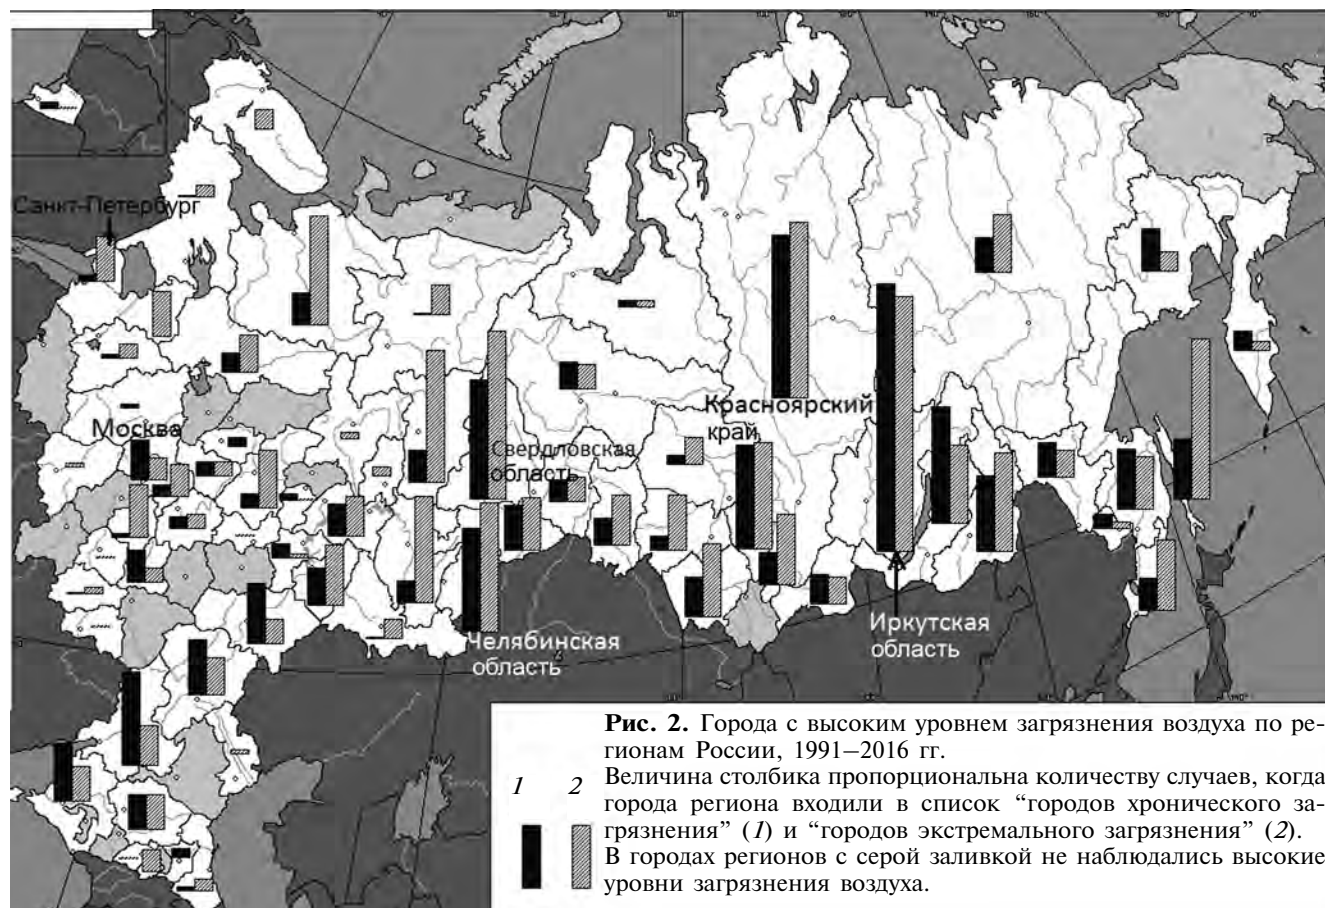 Санкт-Петербург
Москва
Свердловская
область
Красноярский
край
Челябинская
область
Иркутская
область
1 2
Рис. 2. Города с высоким уровнем загрязнения воздуха по ре-
гионам России, 1991–2016 гг.
Величина столбика пропорциональна количеству случаев, когда
города региона входили в список “городов хронического за-
грязнения” (1) и “городов экстремального загрязнения” (2).
В городах регионов с серой заливкой не наблюдались высокие
уровни загрязнения воздуха.